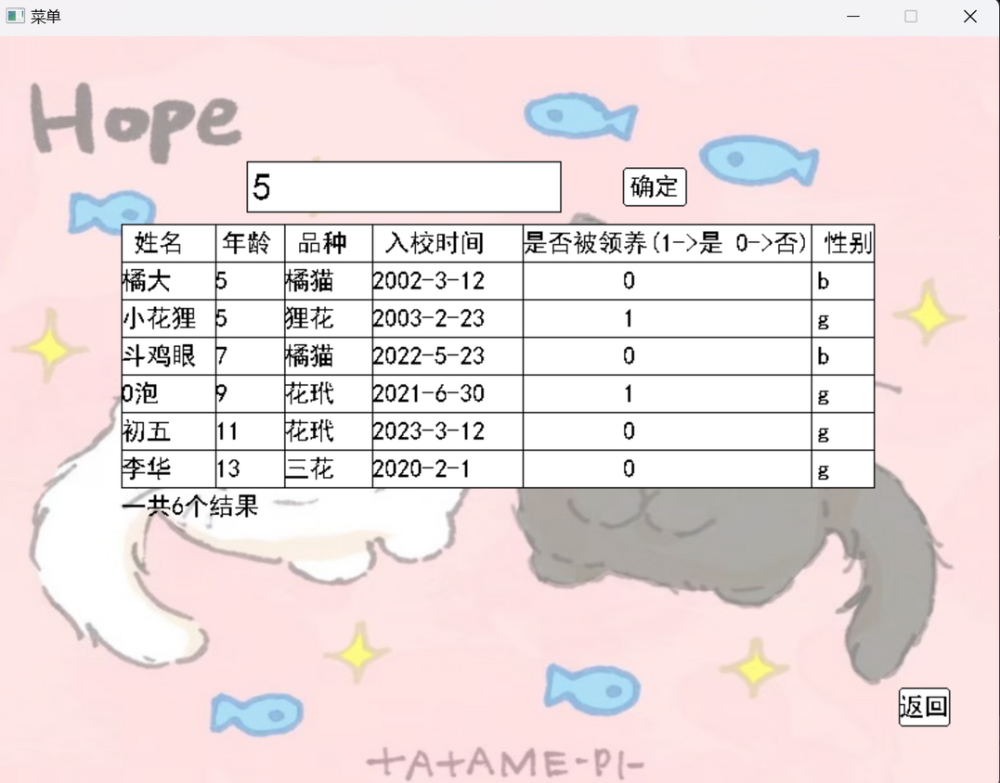 菜单
Hope
5 确定
姓名 年龄 品种 入校时间 是否被领养(1->是 0->否) 性别
橘大 5 橘猫 2002-3-12 0 b
小花狸 5 狸花 2003-2-23 1 g
斗鸡眼 7 橘猫 2022-5-23 0 b
0泡 9 花玳 2021-6-30 1 g
初五 11 花玳 2023-3-12 0 g
李华 13 三花 2020-2-1 0 g
一共6个结果
返回
TATAME-PI-